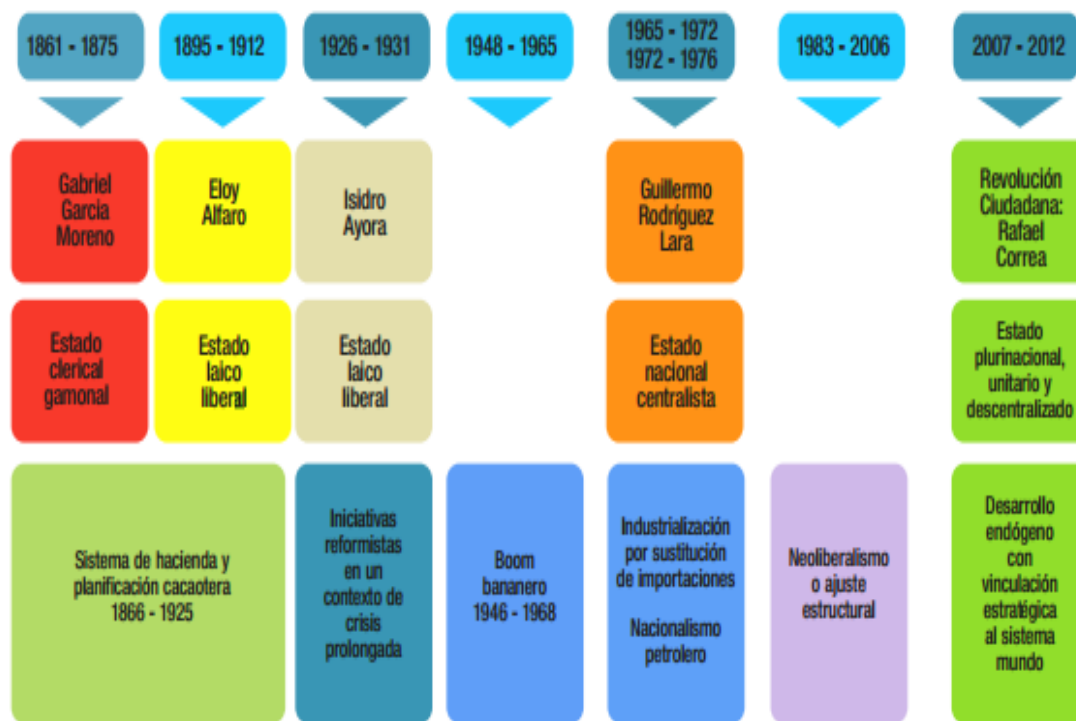 1861 - 1875
1895 - 1912
1926 - 1931
1948 - 1965
1965 - 1972
1972 - 1976
1983 - 2006
2007 - 2012
Gabriel
García
Moreno
Eloy
Alfaro
Isidro
Ayora
Guillermo
Rodríguez
Lara
Revolución
Ciudadana:
Rafael
Correa
Estado
clerical
gamonal
Estado
laico
liberal
Estado
laico
liberal
Estado
nacional
centralista
Estado
plurinacional,
unitario y
descentralizado
Sistema de hacienda y
planificación cacaotera
1866 - 1925
Iniciativas
reformistas
en un
contexto de
crisis
prolongada
Boom
bananero
1946 - 1968
Industrialización
por sustitución
de importaciones
Nacionalismo
petrolero
Neoliberalismo
o ajuste
estructural
Desarrollo
endógeno
con
vinculación
estratégica
al sistema
mundo